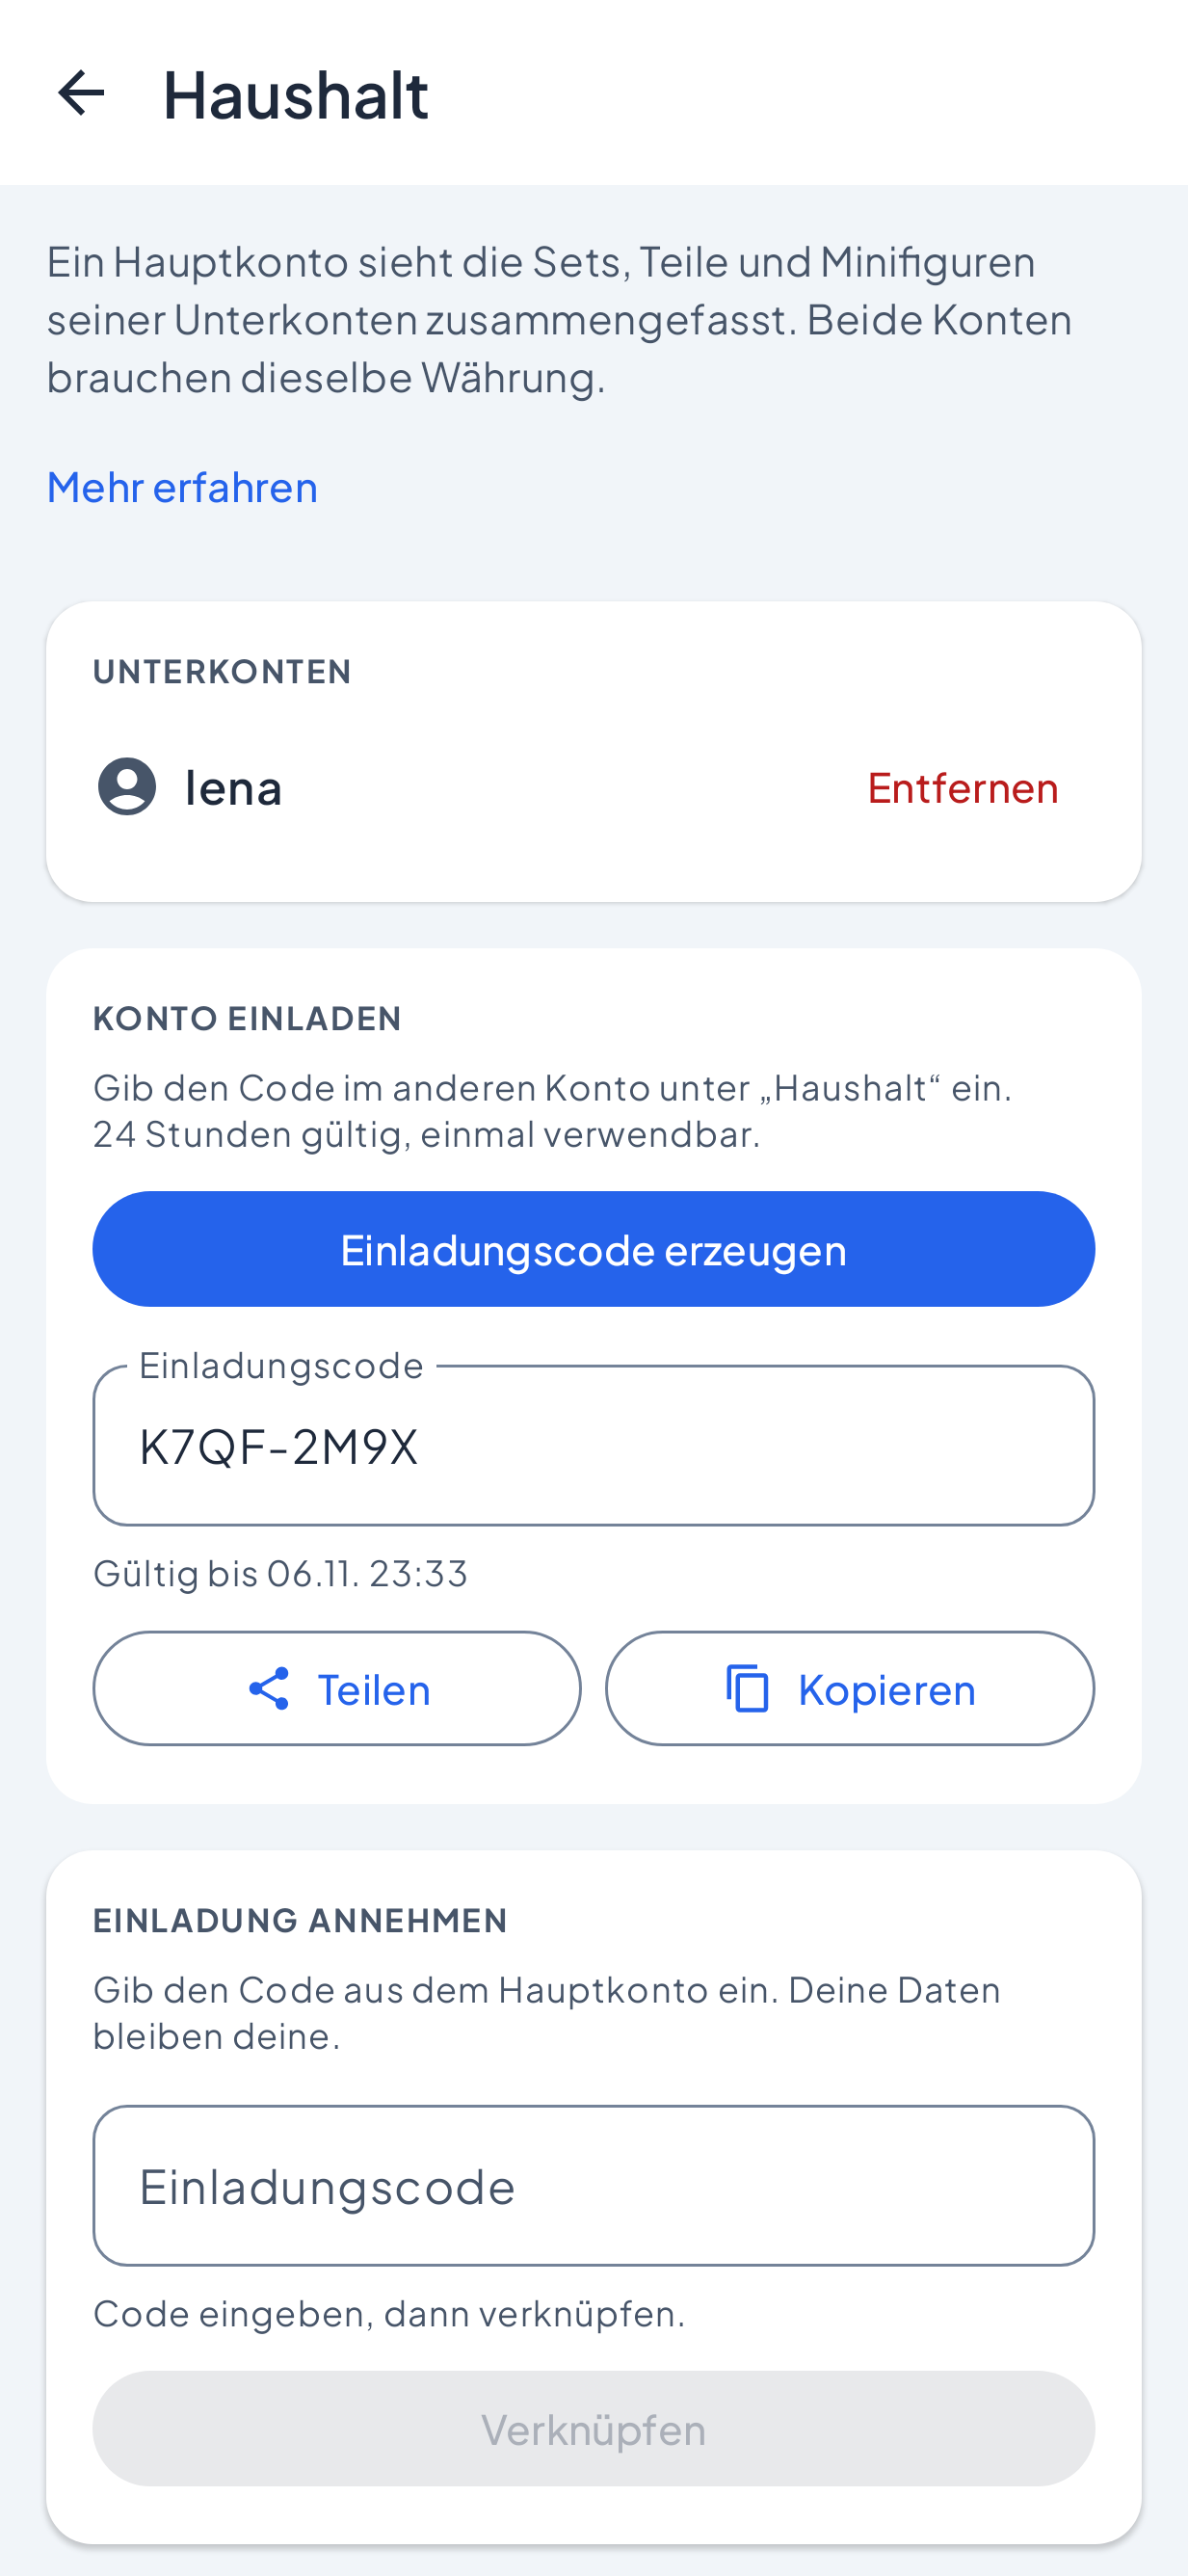 Haushalt
Ein Hauptkonto sieht die Sets, Teile und Minifiguren
seiner Unterkonten zusammengefasst. Beide Konten
brauchen dieselbe Währung.
Mehr erfahren
UNTERKONTEN
lena
Entfernen
KONTO EINLADEN
Gib den Code im anderen Konto unter „Haushalt“ ein.
24 Stunden gültig, einmal verwendbar.
Einladungscode erzeugen
Einladungscode
K7QF-2M9X
Gültig bis 06.11. 23:33
Teilen
Kopieren
EINLADUNG ANNEHMEN
Gib den Code aus dem Hauptkonto ein. Deine Daten
bleiben deine.
Einladungscode
Code eingeben, dann verknüpfen.
Verknüpfen